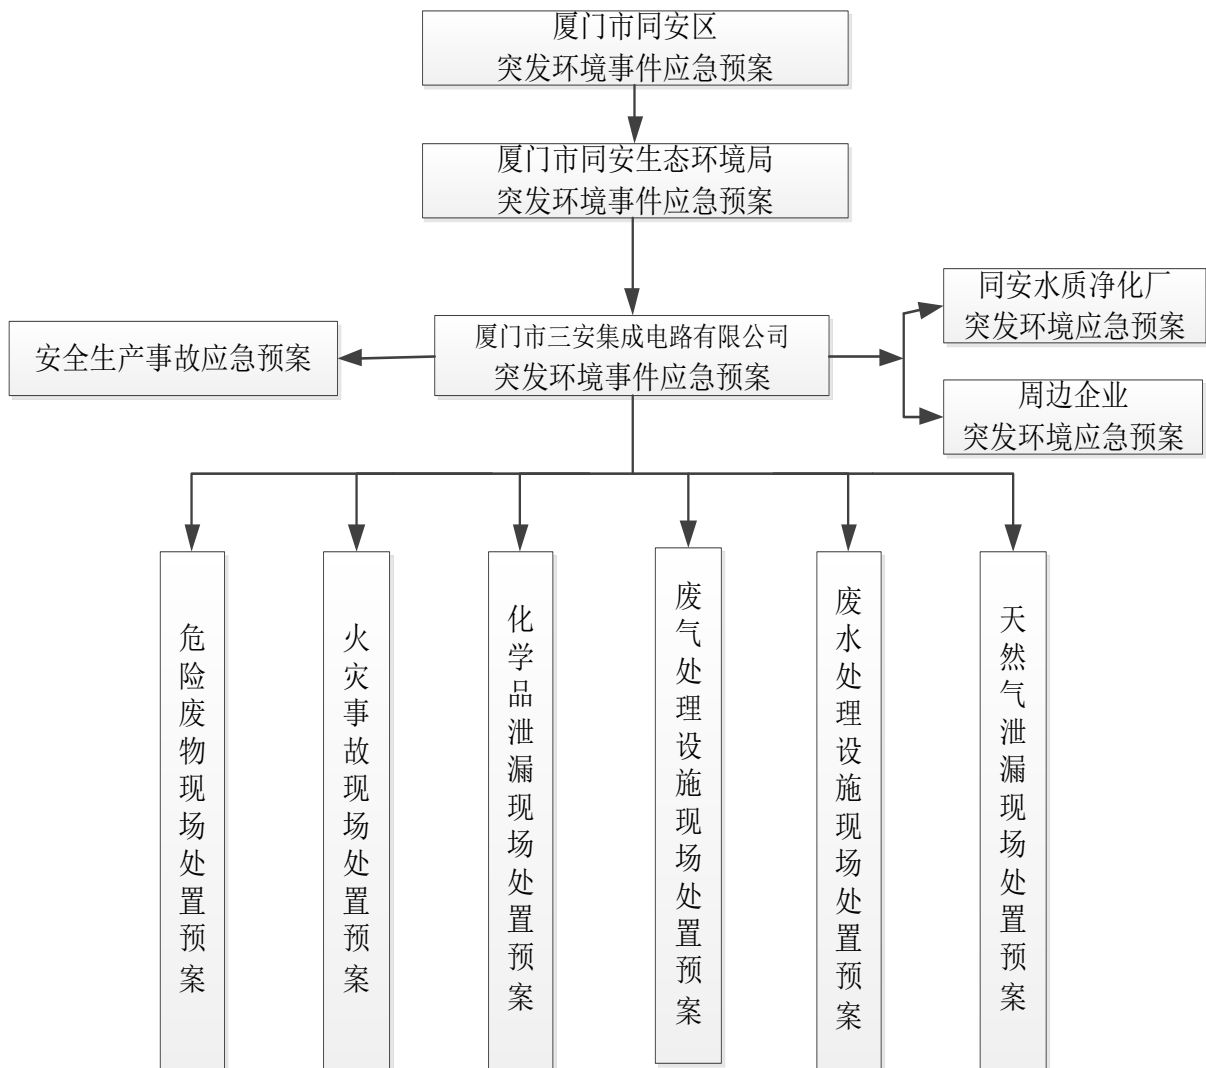 厦门市同安区
突发环境事件应急预案
厦门市同安生态环境局
突发环境事件应急预案
同安水质净化厂
突发环境应急预案
安全生产事故应急预案
厦门市三安集成电路有限公司
突发环境事件应急预案
周边企业
突发环境应急预案
危险废物现场处置预案
火灾事故现场处置预案
化学品泄漏现场处置预案
废气处理设施现场处置预案
废水处理设施现场处置预案
天然气泄漏现场处置预案